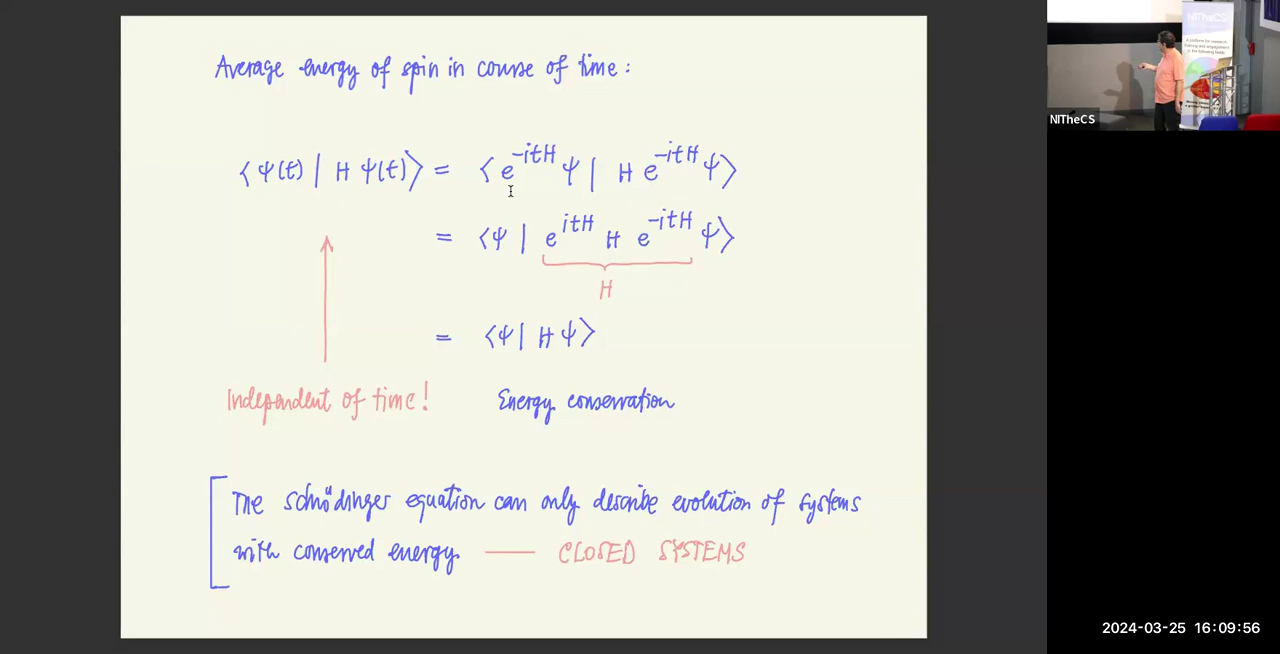 Average energy of spin in course of time :
⟨ψ(t) | H ψ(t)⟩ = ⟨e^{-itH} ψ | H e^{-itH} ψ⟩
= ⟨ψ | e^{itH} H e^{-itH} ψ⟩
H
= ⟨ψ | H ψ⟩
Independent of time! Energy conservation
The schrödinger equation can only describe evolution of systems
with conserved energy. — CLOSED SYSTEMS
NITheCS
NITheCS
2024-03-25 16:09:56